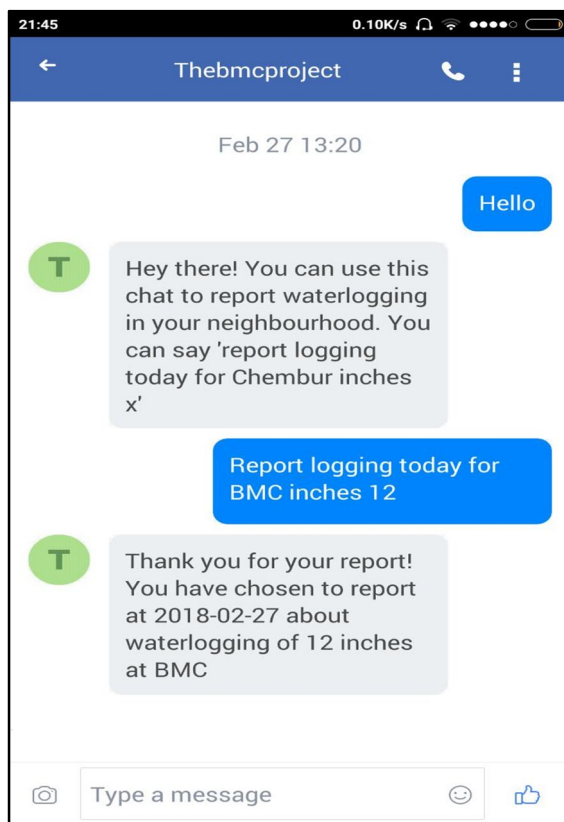 21:45 0.10K/s
Thebmcproject
Feb 27 13:20
Hello
T
Hey there! You can use this
chat to report waterlogging
in your neighbourhood. You
can say 'report logging
today for Chembur inches
x'
Report logging today for
BMC inches 12
T
Thank you for your report!
You have chosen to report
at 2018-02-27 about
waterlogging of 12 inches
at BMC
Type a message